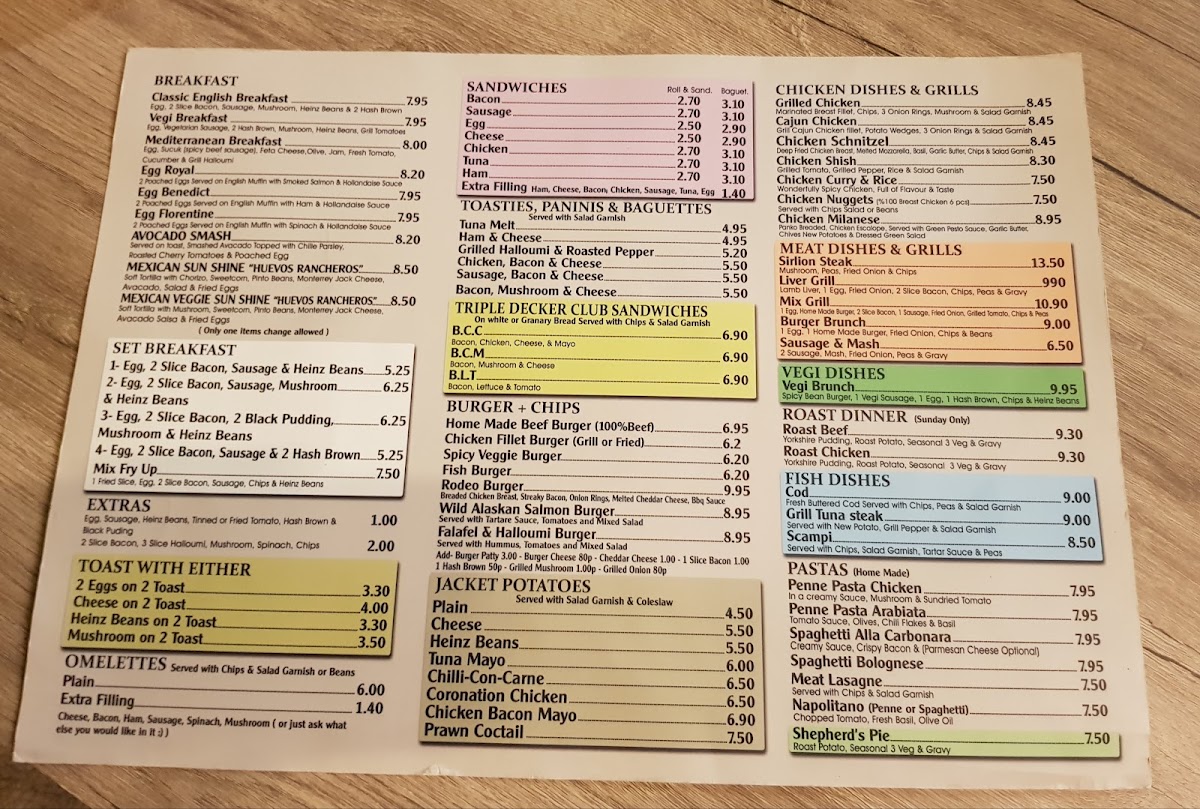 BREAKFAST
Classic English Breakfast 7.95
Egg, 2 Slice Bacon, Sausage, Mushroom, Heinz Beans & 2 Hash Brown
Vegi Breakfast 7.95
Egg, Vegetarian Sausage, 2 Hash Brown, Mushroom, Heinz Beans, Grill Tomatoes
Mediterranean Breakfast 8.00
Egg, Sucuk (spicy beef sausage), Feta Cheese, Olive, Jam, Fresh Tomato,
Cucumber & Grill Halloumi
Egg Royal 8.20
2 Poached Eggs Served on English Muffin with Smoked Salmon & Hollandaise Sauce
Egg Benedict 7.95
2 Poached Eggs Served on English Muffin with Ham & Hollandaise Sauce
Egg Florentine 7.95
2 Poached Eggs Served on English Muffin with Spinach & Hollandaise Sauce
AVOCADO SMASH 8.20
Served on toast, Smashed Avocado Topped with Chille Parsley,
Roasted Cherry Tomatoes & Poached Egg
MEXICAN SUN SHINE "HUEVOS RANCHEROS" 8.50
Soft Tortilla with Chorizo, Sweetcorn, Pinto Beans, Monterrey Jack Cheese,
Avocado, Salad & Fried Eggs
MEXICAN VEGGIE SUN SHINE "HUEVOS RANCHEROS" 8.50
Soft Tortilla with Mushroom, Sweetcorn, Pinto Beans, Monterrey Jack Cheese,
Avocado Salsa & Fried Eggs
( Only one items change allowed )
SET BREAKFAST
1- Egg, 2 Slice Bacon, Sausage & Heinz Beans 5.25
2- Egg, 2 Slice Bacon, Sausage, Mushroom 6.25
& Heinz Beans
3- Egg, 2 Slice Bacon, 2 Black Pudding, 6.25
Mushroom & Heinz Beans
4- Egg, 2 Slice Bacon, Sausage & 2 Hash Brown 5.25
Mix Fry Up 7.50
1 Fried Slice, Egg, 2 Slice Bacon, Sausage, Chips & Heinz Beans
EXTRAS
Egg, Sausage, Heinz Beans, Tinned or Fried Tomato, Hash Brown & 1.00
Black Puding
2 Slice Bacon, 3 Slice Halloumi, Mushroom, Spinach, Chips 2.00
TOAST WITH EITHER
2 Eggs on 2 Toast 3.30
Cheese on 2 Toast 4.00
Heinz Beans on 2 Toast 3.30
Mushroom on 2 Toast 3.50
OMELETTES Served with Chips & Salad Garnish or Beans
Plain 6.00
Extra Filling 1.40
Cheese, Bacon, Ham, Sausage, Spinach, Mushroom ( or just ask what
else you would like in it :) )
SANDWICHES Roll & Sand. Baguet.
Bacon 2.70 3.10
Sausage 2.70 3.10
Egg 2.50 2.90
Cheese 2.50 2.90
Chicken 2.70 3.10
Tuna 2.70 3.10
Ham 2.70 3.10
Extra Filling Ham, Cheese, Bacon, Chicken, Sausage, Tuna, Egg 1.40
TOASTIES, PANINIS & BAGUETTES
Served with Salad Garnish
Tuna Melt 4.95
Ham & Cheese 4.95
Grilled Halloumi & Roasted Pepper 5.20
Chicken, Bacon & Cheese 5.50
Sausage, Bacon & Cheese 5.50
Bacon, Mushroom & Cheese 5.50
TRIPLE DECKER CLUB SANDWICHES
On white or Granary Bread Served with Chips & Salad Garnish
B.C.C 6.90
Bacon, Chicken, Cheese, & Mayo
B.C.M 6.90
Bacon, Mushroom & Cheese
B.L.T 6.90
Bacon, Lettuce & Tomato
BURGER + CHIPS
Home Made Beef Burger (100%Beef) 6.95
Chicken Fillet Burger (Grill or Fried) 6.2
Spicy Veggie Burger 6.20
Fish Burger 6.20
Rodeo Burger 9.95
Breaded Chicken Breast, Streaky Bacon, Onion Rings, Melted Cheddar Cheese, Bbq Sauce
Wild Alaskan Salmon Burger 8.95
Served with Tartare Sauce, Tomatoes and Mixed Salad
Falafel & Halloumi Burger 8.95
Served with Hummus, Tomatoes and Mixed Salad
Add- Burger Patty 3.00 - Burger Cheese 80p - Cheddar Cheese 1.00 - 1 Slice Bacon 1.00
1 Hash Brown 50p - Grilled Mushroom 1.00p - Grilled Onion 80p
JACKET POTATOES
Served with Salad Garnish & Coleslaw
Plain 4.50
Cheese 5.50
Heinz Beans 5.50
Tuna Mayo 6.00
Chilli-Con-Carne 6.50
Coronation Chicken 6.50
Chicken Bacon Mayo 6.90
Prawn Coctail 7.50
CHICKEN DISHES & GRILLS
Grilled Chicken 8.45
Marinated Breast Fillet, Chips, 3 Onion Rings, Mushroom & Salad Garnish
Cajun Chicken 8.45
Grill Cajun Chicken fillet, Potato Wedges, 3 Onion Rings & Salad Garnish
Chicken Schnitzel 8.45
Deep Fried Chicken Breast, Melted Mozzarella, Basil, Garlic Butter, Chips & Salad Garnish
Chicken Shish 8.30
Grilled Tomato, Grilled Pepper, Rice & Salad Garnish
Chicken Curry & Rice 7.50
Wonderfully Spicy Chicken, Full of Flavour & Taste
Chicken Nuggets (%100 Breast Chicken 6 pcs) 7.50
Served with Chips Salad or Beans
Chicken Milanese 8.95
Panko Breaded, Chicken Escalope, Served with Green Pesto Sauce, Garlic Butter,
Chives New Potatoes & Dressed Green Salad
MEAT DISHES & GRILLS
Sirlion Steak 13.50
Mushroom, Peas, Fried Onion & Chips
Liver Grill 990
Lamb Liver, 1 Egg, Fried Onion, 2 Slice Bacon, Chips, Peas & Gravy
Mix Grill 10.90
1 Egg, Home Made Burger, 2 Slice Bacon, 1 Sausage, Fried Onion, Grilled Tomato, Chips & Peas
Burger Brunch 9.00
1 Egg, 1 Home Made Burger, Fried Onion, Chips & Beans
Sausage & Mash 6.50
2 Sausage, Mash, Fried Onion, Peas & Gravy
VEGI DISHES
Vegi Brunch 9.95
Spicy Bean Burger, 1 Vegi Sausage, 1 Egg, 1 Hash Brown, Chips & Heinz Beans
ROAST DINNER (Sunday Only)
Roast Beef 9.30
Yorkshire Pudding, Roast Potato, Seasonal 3 Veg & Gravy
Roast Chicken 9.30
Yorkshire Pudding, Roast Potato, Seasonal 3 Veg & Gravy
FISH DISHES
Cod 9.00
Fresh Buttered Cod Served with Chips, Peas & Salad Garnish
Grill Tuna steak 9.00
Served with New Potato, Grill Pepper & Salad Garnish
Scampi 8.50
Served with Chips, Salad Garnish, Tartar Sauce & Peas
PASTAS (Home Made)
Penne Pasta Chicken 7.95
In a creamy Sauce, Mushroom & Sundried Tomato
Penne Pasta Arabiata 7.95
Tomato Sauce, Olives, Chili Flakes & Basil
Spaghetti Alla Carbonara 7.95
Creamy Sauce, Crispy Bacon & (Parmesan Cheese Optional)
Spaghetti Bolognese 7.95
Meat Lasagne 7.50
Served with Chips & Salad Garnish
Napolitano (Penne or Spaghetti) 7.50
Chopped Tomato, Fresh Basil, Olive Oil
Shepherd's Pie 7.50
Roast Potato, Seasonal 3 Veg & Gravy